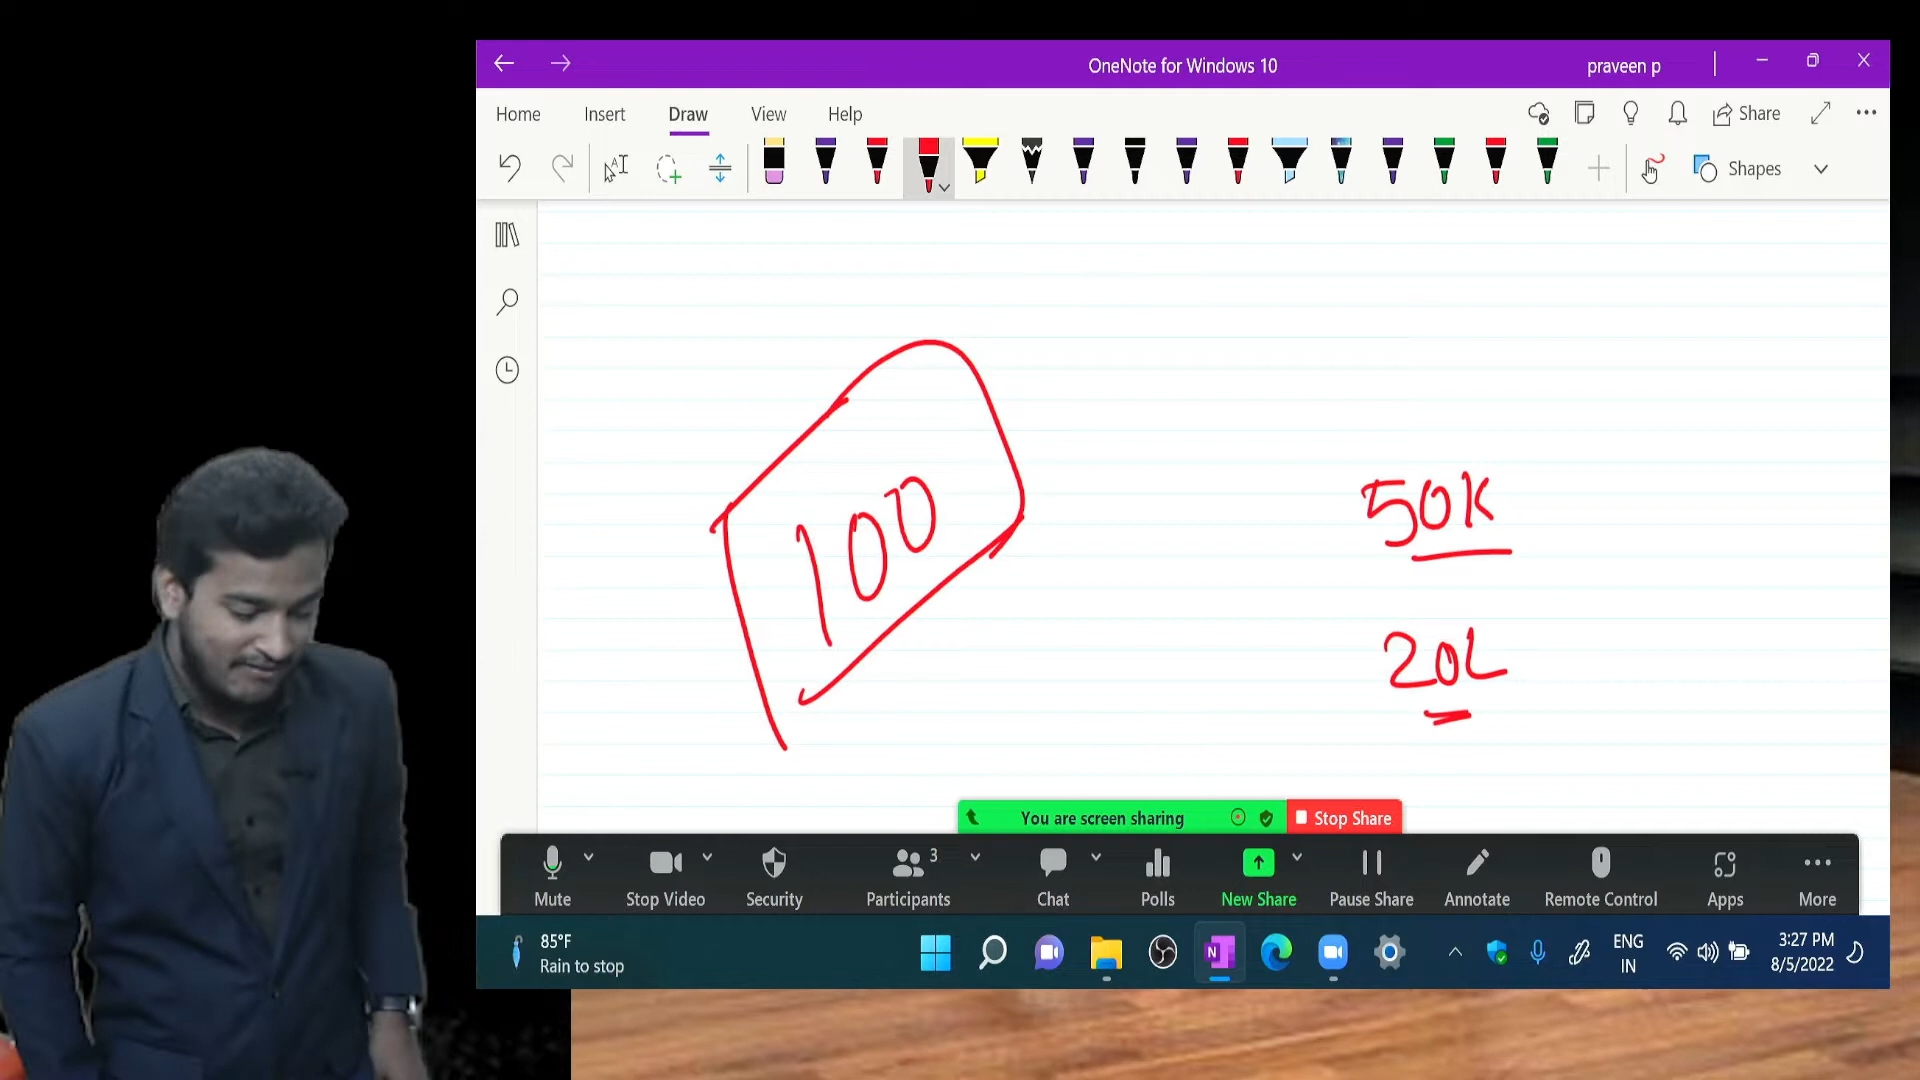 OneNote for Windows 10
praveen p
Home Insert Draw View Help
Share
Shapes
100
50K
20L
You are screen sharing
Stop Share
3
Mute Stop Video Security Participants Chat Polls New Share Pause Share Annotate Remote Control Apps More
85°F
Rain to stop
ENG
IN
3:27 PM
8/5/2022